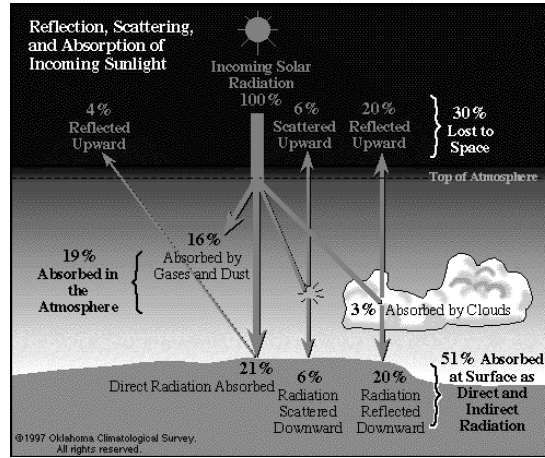 Reflection, Scattering,
and Absorption of
Incoming Sunlight
Incoming Solar
Radiation
100%
4%
Reflected
Upward
6%
Scattered
Upward
20%
Reflected
Upward
30%
Lost to
Space
Top of Atmosphere
16%
Absorbed by
Gases and Dust
19%
Absorbed in
the
Atmosphere
3% Absorbed by Clouds
21%
Direct Radiation Absorbed
6%
Radiation
Scattered
Downward
20%
Radiation
Reflected
Downward
51% Absorbed
at Surface as
Direct and
Indirect
Radiation
©1997 Oklahoma Climatological Survey.
All rights reserved.